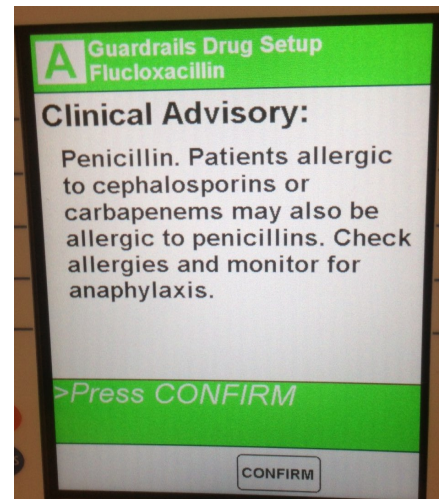 A Guardrails Drug Setup
Flucloxacillin
Clinical Advisory:
Penicillin. Patients allergic
to cephalosporins or
carbapenems may also be
allergic to penicillins. Check
allergies and monitor for
anaphylaxis.
>Press CONFIRM
CONFIRM